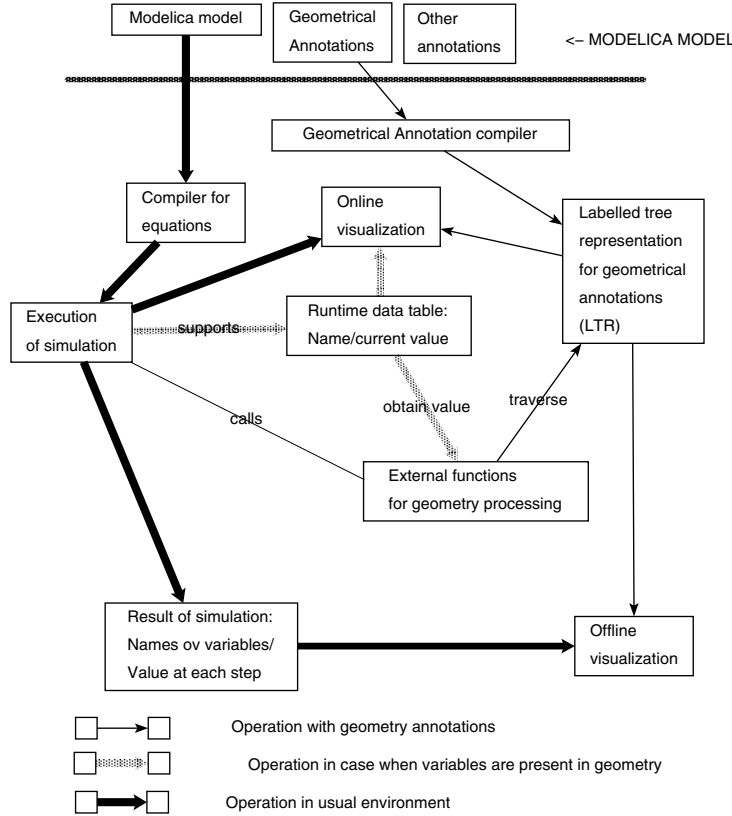 Modelica model
Geometrical
Annotations
Other
annotations
<– MODELICA MODEL
Geometrical Annotation compiler
Compiler for
equations
Online
visualization
Labelled tree
representation
for geometrical
annotations
(LTR)
Execution
of simulation
supports
Runtime data table:
Name/current value
calls
obtain value
traverse
External functions
for geometry processing
Result of simulation:
Names ov variables/
Value at each step
Offline
visualization
Operation with geometry annotations
Operation in case when variables are present in geometry
Operation in usual environment